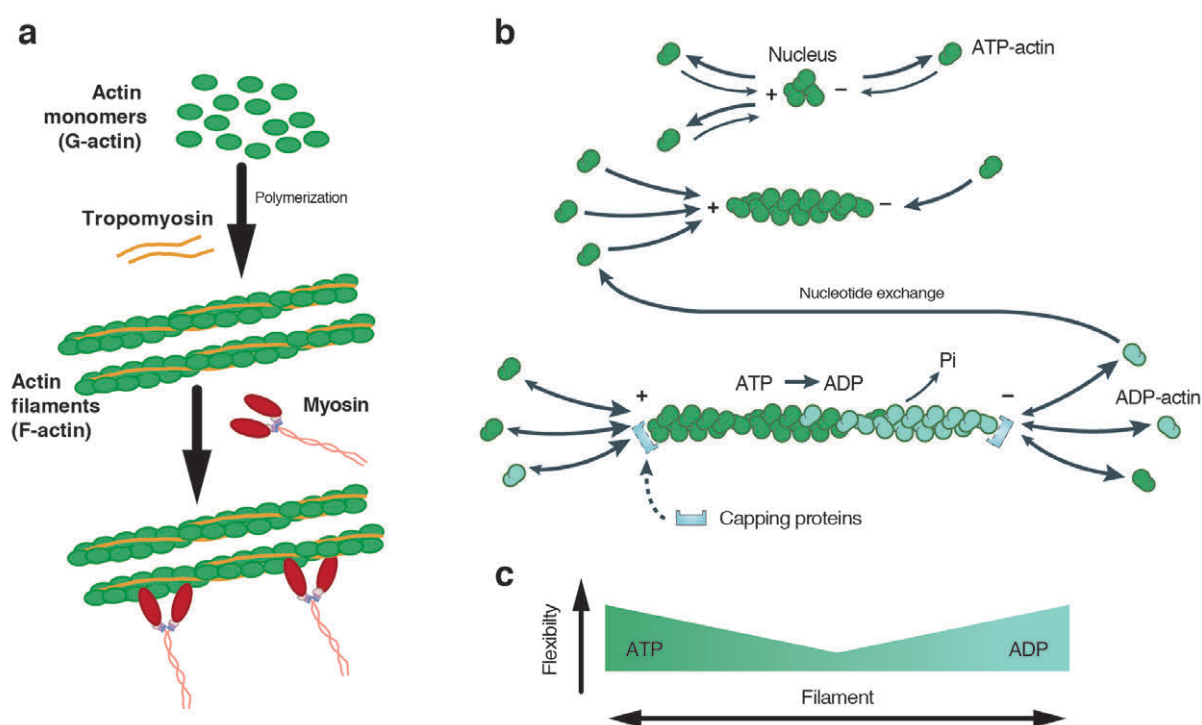 a
Actin
monomers
(G-actin)
Polymerization
Tropomyosin
Actin
filaments
(F-actin)
Myosin
b
Nucleus
ATP-actin
+
−
+
−
Nucleotide exchange
Pi
ATP
ADP
+
−
ADP-actin
Capping proteins
c
Flexibilty
ATP
ADP
Filament